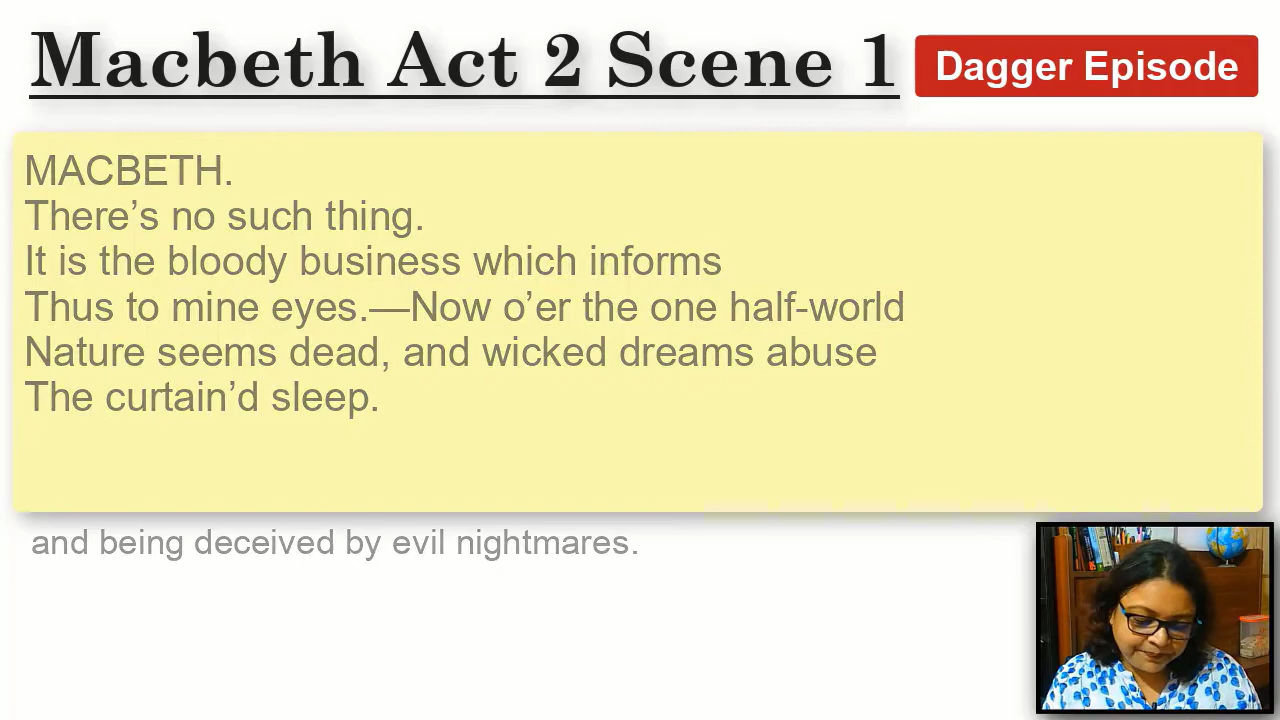 Macbeth Act 2 Scene 1
Dagger Episode
MACBETH.
There’s no such thing.
It is the bloody business which informs
Thus to mine eyes.—Now o’er the one half-world
Nature seems dead, and wicked dreams abuse
The curtain’d sleep.
and being deceived by evil nightmares.